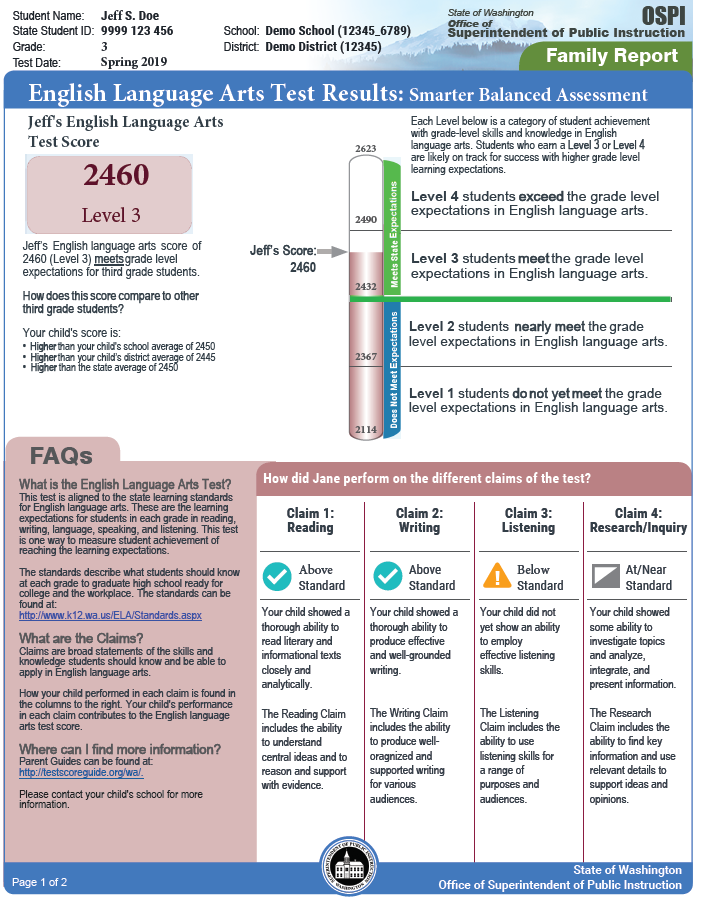 Student Name: Jeff S. Doe
State Student ID: 9999 123 456
Grade: 3
Test Date: Spring 2019
School: Demo School (12345_6789)
District: Demo District (12345)
State of Washington
Office of
Superintendent of Public Instruction
OSPI
Family Report
English Language Arts Test Results: Smarter Balanced Assessment
Jeff's English Language Arts
Test Score
2460
Level 3
Jeff's English language arts score of
2460 (Level 3) meets grade level
expectations for third grade students.
How does this score compare to other
third grade students?
Your child's score is:
• Higher than your child's school average of 2450
• Higher than your child's district average of 2445
• Higher than the state average of 2450
Jeff's Score:
2460
2623
2490
2432
2367
2114
Meets State Expectations
Does Not Meet Expectations
Each Level below is a category of student achievement
with grade-level skills and knowledge in English
language arts. Students who earn a Level 3 or Level 4
are likely on track for success with higher grade level
learning expectations.
Level 4 students exceed the grade level
expectations in English language arts.
Level 3 students meet the grade level
expectations in English language arts.
Level 2 students nearly meet the grade
level expectations in English language arts.
Level 1 students do not yet meet the grade
level expectations in English language arts.
FAQs
What is the English Language Arts Test?
This test is aligned to the state learning standards
for English language arts. These are the learning
expectations for students in each grade in reading,
writing, language, speaking, and listening. This test
is one way to measure student achievement of
reaching the learning expectations.
The standards describe what students should know
at each grade to graduate high school ready for
college and the workplace. The standards can be
found at:
http://www.k12.wa.us/ELA/Standards.aspx
What are the Claims?
Claims are broad statements of the skills and
knowledge students should know and be able to
apply in English language arts.
How your child performed in each claim is found in
the columns to the right. Your child's performance
in each claim contributes to the English language
arts test score.
Where can I find more information?
Parent Guides can be found at:
http://testscoreguide.org/wa/.
Please contact your child's school for more
information.
How did Jane perform on the different claims of the test?
Claim 1:
Reading
Above
Standard
Your child showed a
thorough ability to
read literary and
informational texts
closely and
analytically.
The Reading Claim
includes the ability
to understand
central ideas and to
reason and support
with evidence.
Claim 2:
Writing
Above
Standard
Your child showed a
thorough ability to
produce effective
and well-grounded
writing.
The Writing Claim
includes the ability
to produce well-
oragnized and
supported writing
for various
audiences.
Claim 3:
Listening
Below
Standard
Your child did not
yet show an ability
to employ
effective listening
skills.
The Listening
Claim includes the
ability to use
listening skills for
a range of
purposes and
audiences.
Claim 4:
Research/Inquiry
At/Near
Standard
Your child showed
some ability to
investigate topics
and analyze,
integrate, and
present information.
The Research
Claim includes the
ability to find key
information and use
relevant details to
support ideas and
opinions.
Page 1 of 2
SUPERINTENDENT OF PUBLIC INSTRUCTION
WASHINGTON
State of Washington
Office of Superintendent of Public Instruction